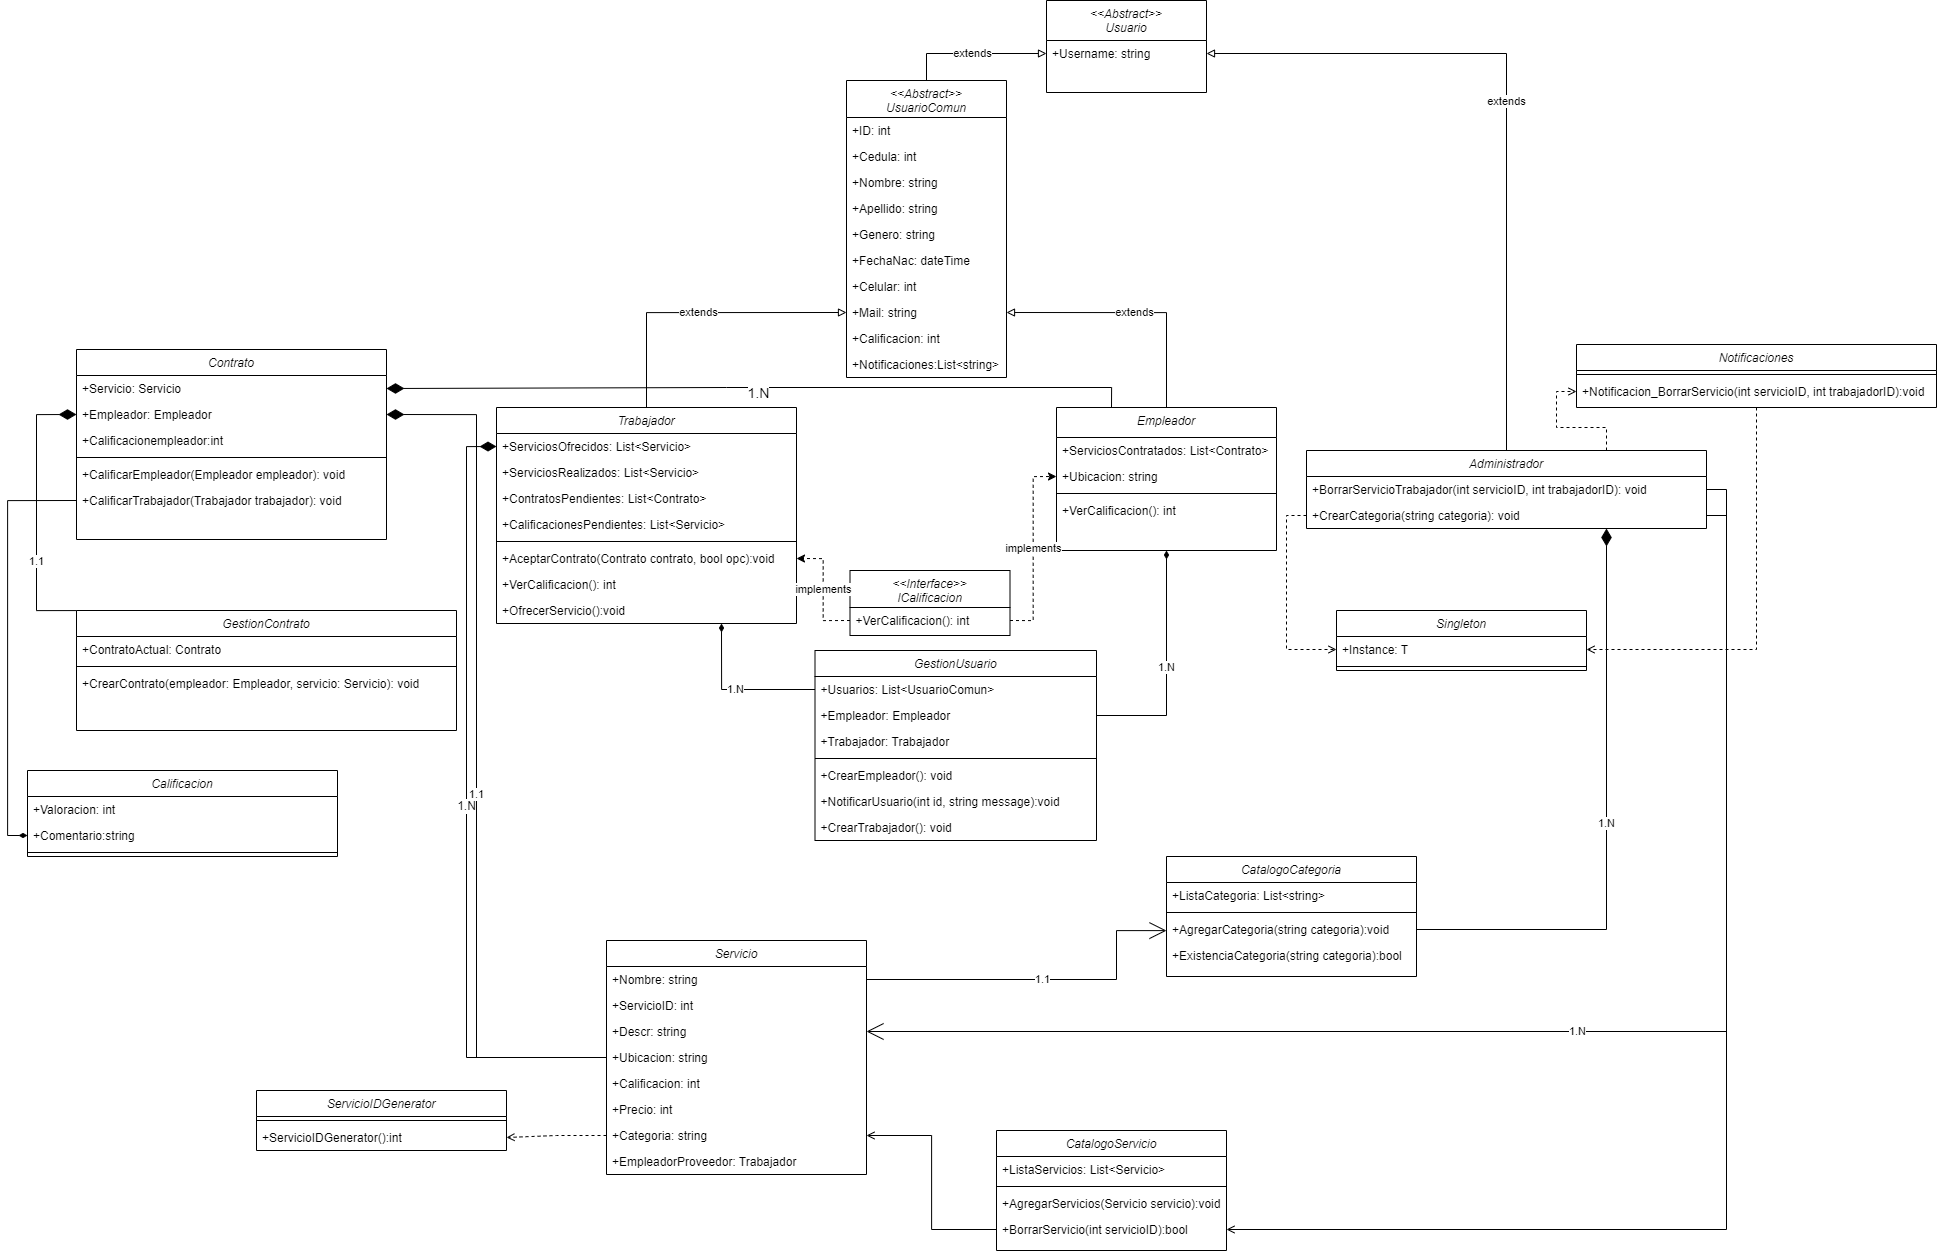 <<Abstract>>
Usuario
+Username: string
extends
extends
<<Abstract>>
UsuarioComun
+ID: int
+Cedula: int
+Nombre: string
+Apellido: string
+Genero: string
+FechaNac: dateTime
+Celular: int
+Mail: string
+Calificacion: int
+Notificaciones:List<string>
extends
extends
Contrato
+Servicio: Servicio
+Empleador: Empleador
+Calificacionempleador:int
+CalificarEmpleador(Empleador empleador): void
+CalificarTrabajador(Trabajador trabajador): void
1.N
Trabajador
+ServiciosOfrecidos: List<Servicio>
+ServiciosRealizados: List<Servicio>
+ContratosPendientes: List<Contrato>
+CalificacionesPendientes: List<Servicio>
+AceptarContrato(Contrato contrato, bool opc):void
+VerCalificacion(): int
+OfrecerServicio():void
Empleador
+ServiciosContratados: List<Contrato>
+Ubicacion: string
+VerCalificacion(): int
Notificaciones
+Notificacion_BorrarServicio(int servicioID, int trabajadorID):void
Administrador
+BorrarServicioTrabajador(int servicioID, int trabajadorID): void
+CrearCategoria(string categoria): void
implements
implements
<<Interface>>
ICalificacion
+VerCalificacion(): int
1.1
GestionContrato
+ContratoActual: Contrato
+CrearContrato(empleador: Empleador, servicio: Servicio): void
Singleton
+Instance: T
GestionUsuario
+Usuarios: List<UsuarioComun>
+Empleador: Empleador
+Trabajador: Trabajador
+CrearEmpleador(): void
+NotificarUsuario(int id, string message):void
+CrearTrabajador(): void
1.N
1.N
Calificacion
+Valoracion: int
+Comentario:string
1.1
1.N
1.N
CatalogoCategoria
+ListaCategoria: List<string>
+AgregarCategoria(string categoria):void
+ExistenciaCategoria(string categoria):bool
Servicio
+Nombre: string
+ServicioID: int
+Descr: string
+Ubicacion: string
+Calificacion: int
+Precio: int
+Categoria: string
+EmpleadorProveedor: Trabajador
1.1
1.N
ServicioIDGenerator
+ServicioIDGenerator():int
CatalogoServicio
+ListaServicios: List<Servicio>
+AgregarServicios(Servicio servicio):void
+BorrarServicio(int servicioID):bool